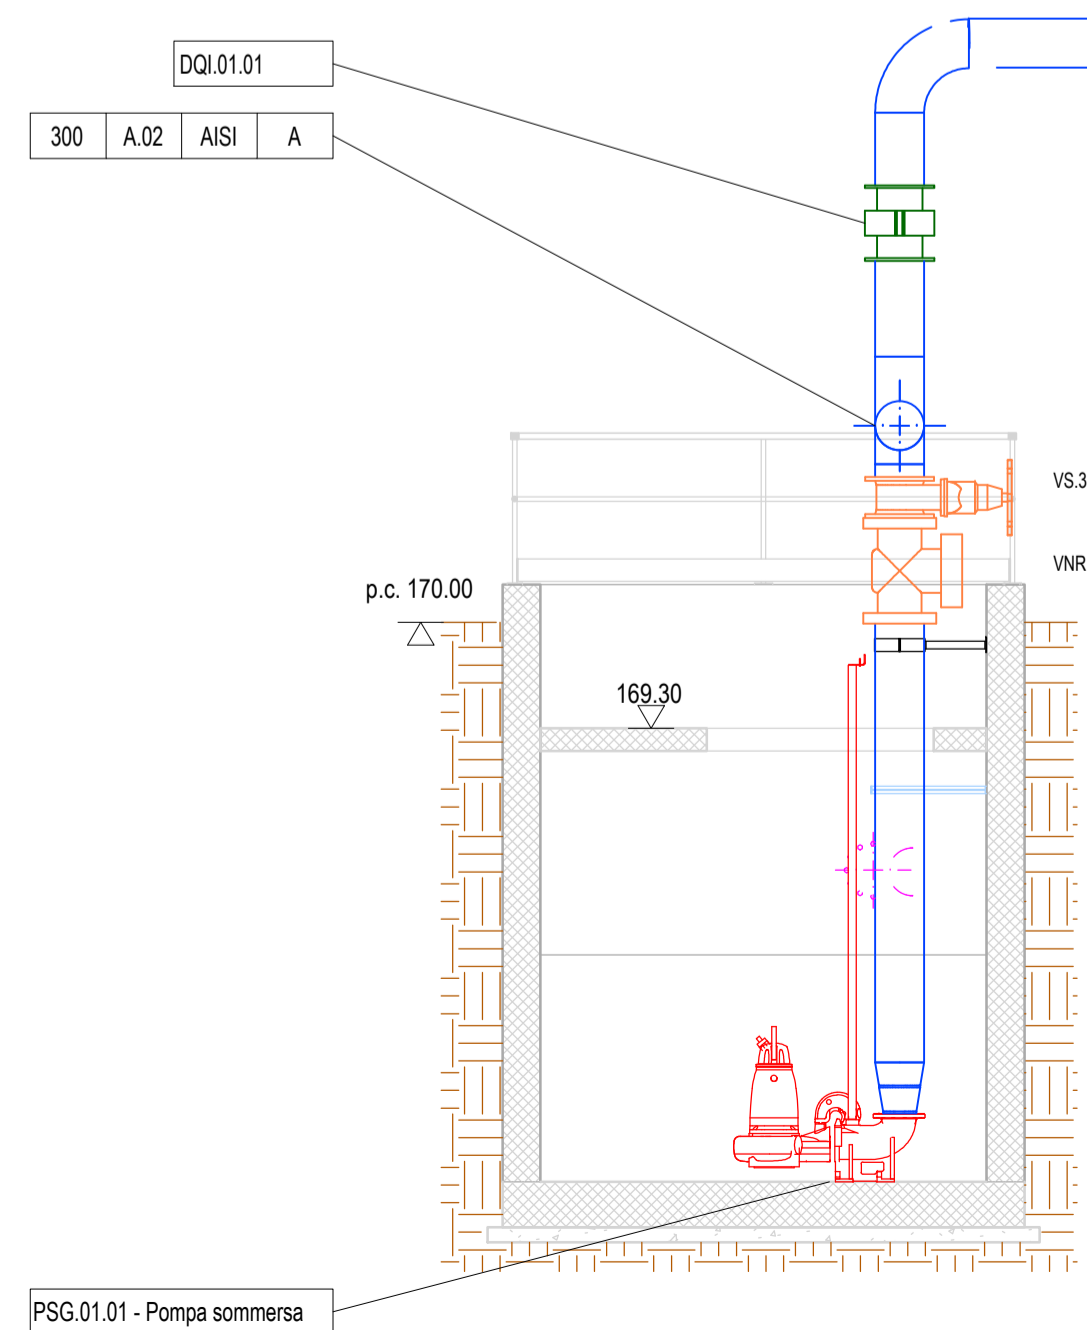 DQI.01.01
300 A.02 AISI A
VS.3
VNR
p.c. 170.00
169.30
PSG.01.01 - Pompa sommersa